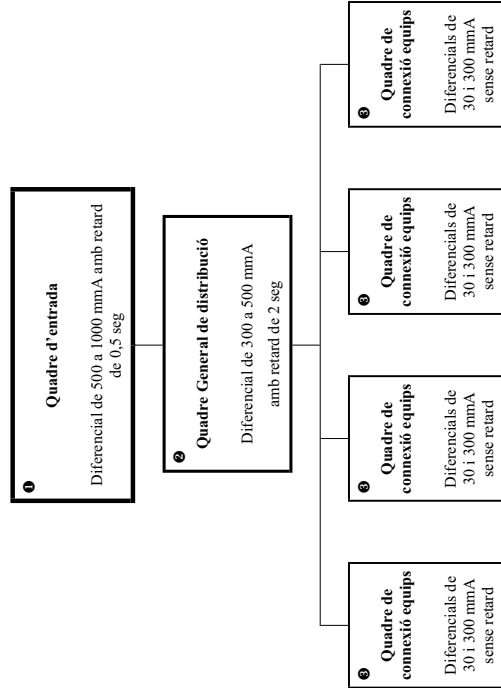 ❶
Quadre d’entrada
Diferencial de 500 a 1000 mmA amb retard
de 0,5 seg
❷
Quadre General de distribució
Diferencial de 300 a 500 mmA
amb retard de 2 seg
❸
Quadre de
connexió equips
Diferencials de
30 i 300 mmA
sense retard
❸
Quadre de
connexió equips
Diferencials de
30 i 300 mmA
sense retard
❸
Quadre de
connexió equips
Diferencials de
30 i 300 mmA
sense retard
❸
Quadre de
connexió equips
Diferencials de
30 i 300 mmA
sense retard